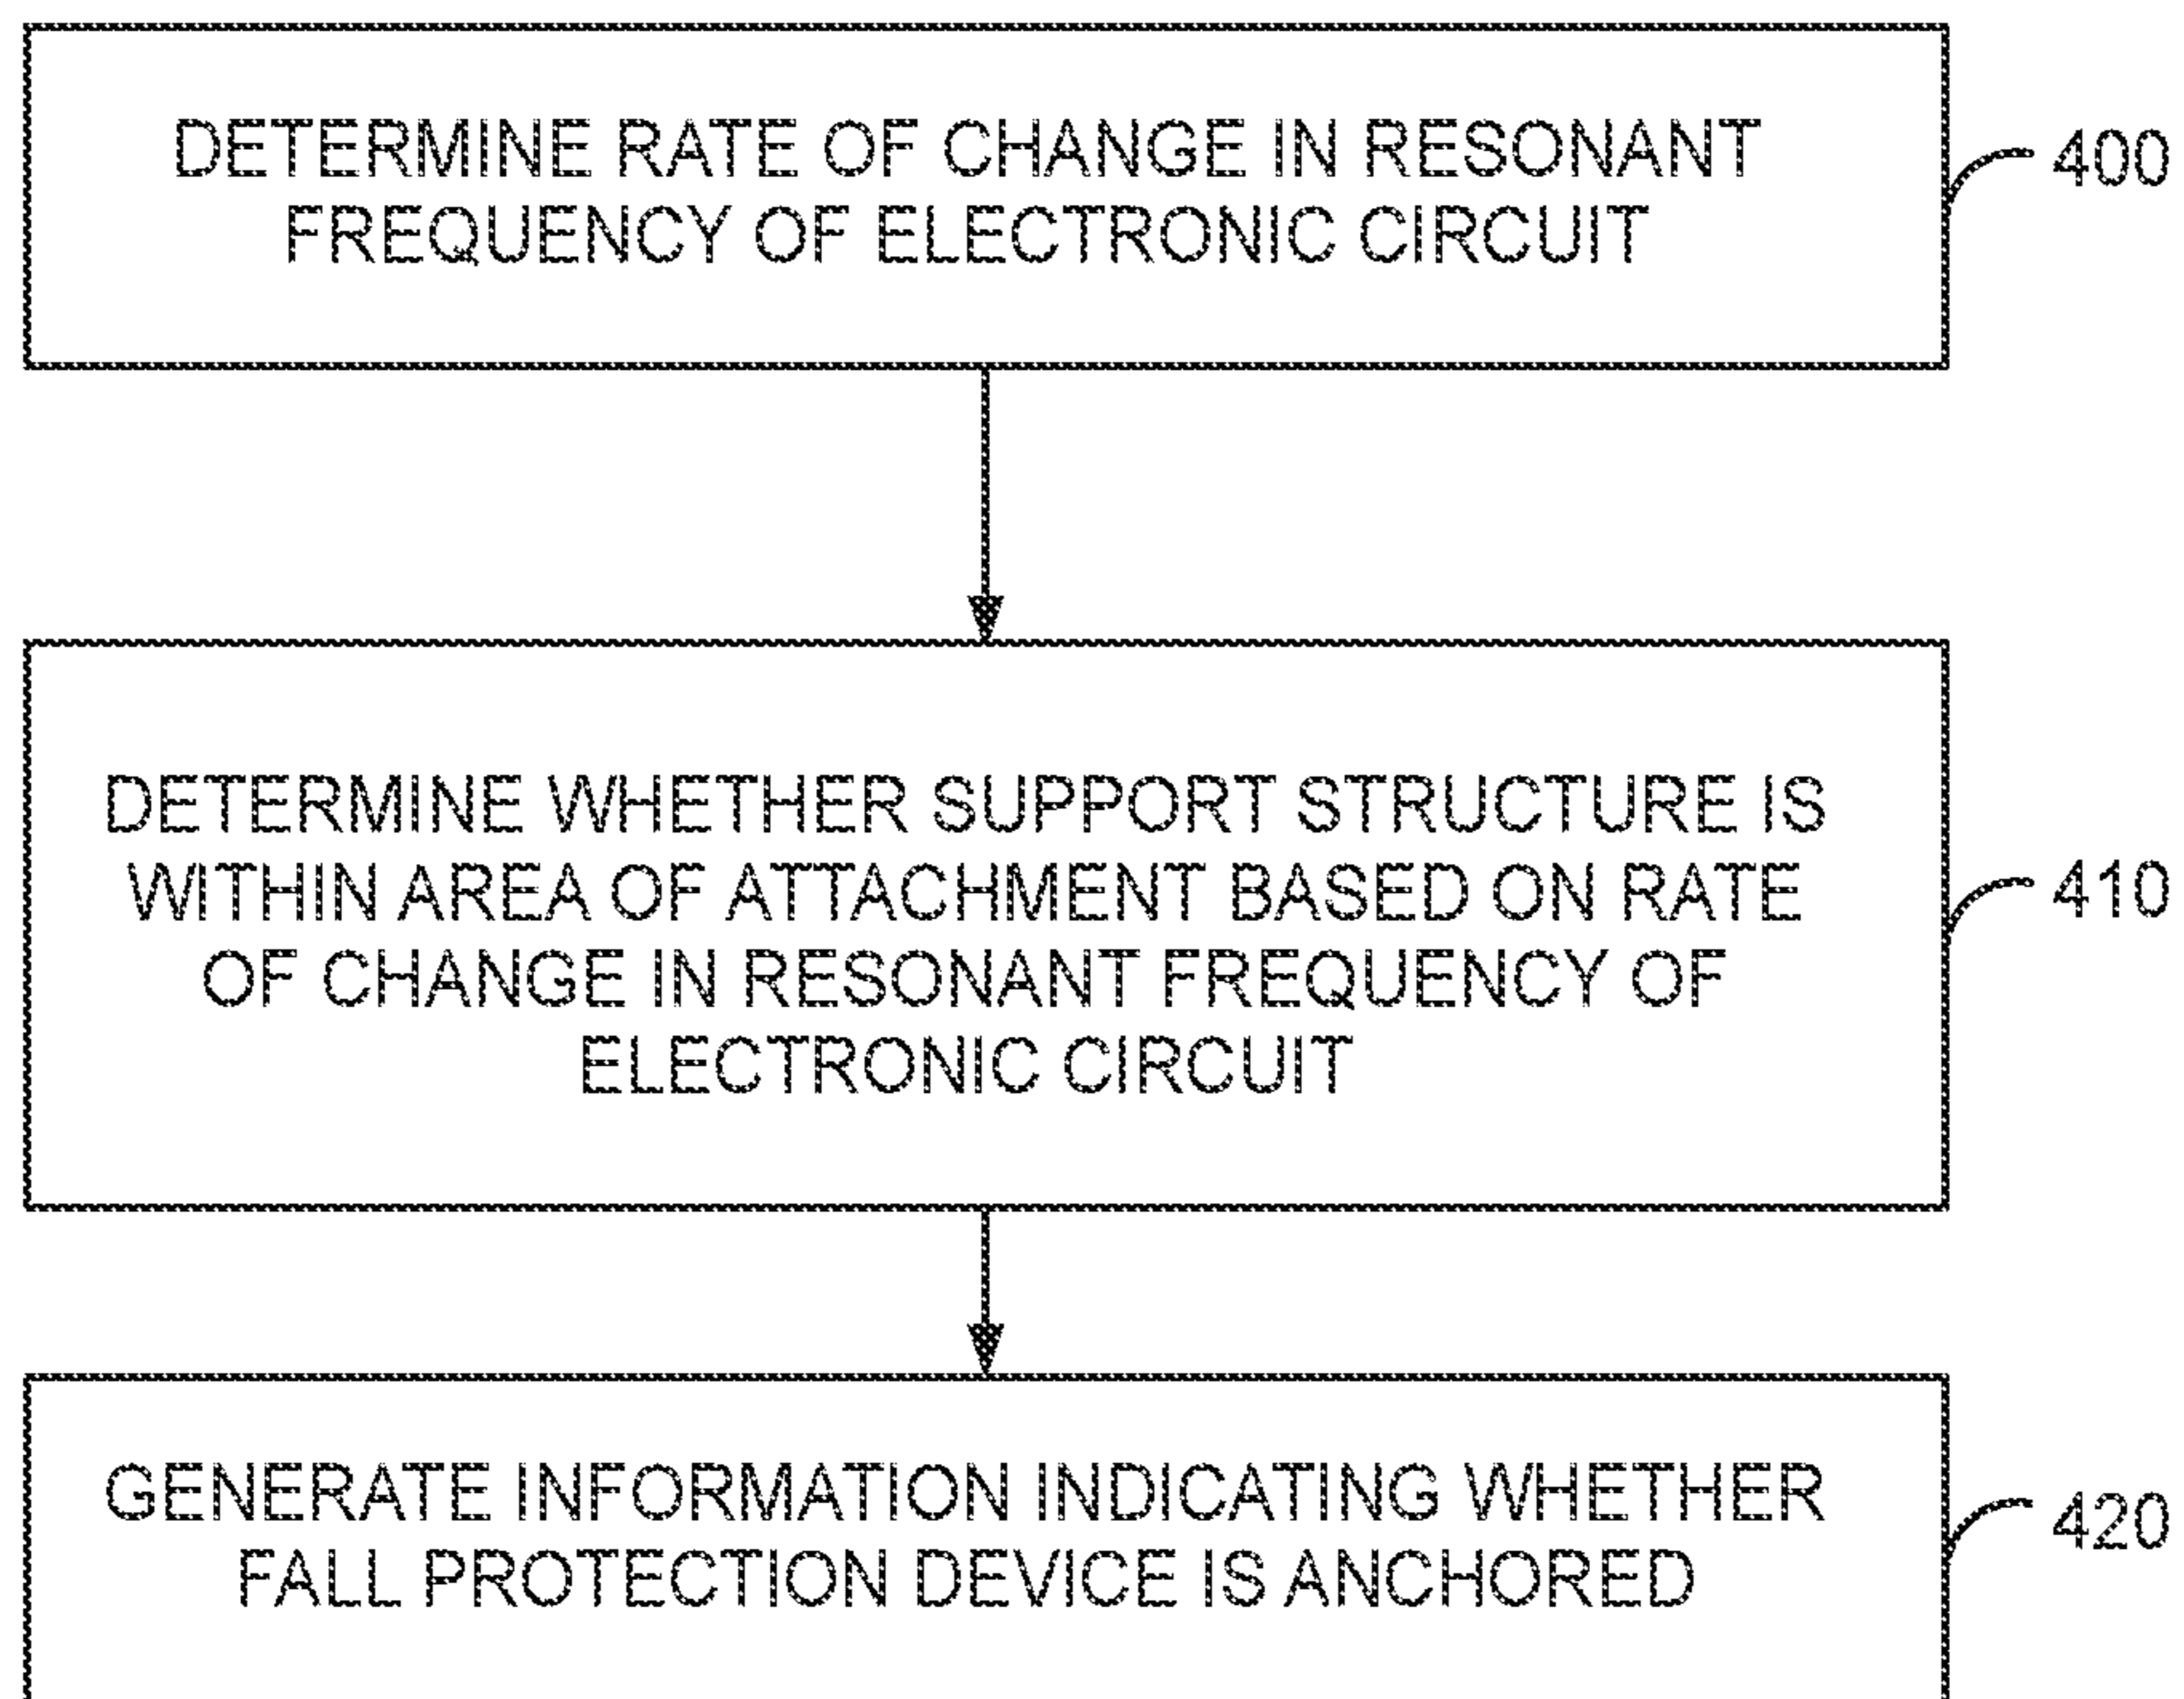 DETERMINE RATE OF CHANGE IN RESONANT
FREQUENCY OF ELECTRONIC CIRCUIT
400
DETERMINE WHETHER SUPPORT STRUCTURE IS
WITHIN AREA OF ATTACHMENT BASED ON RATE
OF CHANGE IN RESONANT FREQUENCY OF
ELECTRONIC CIRCUIT
410
GENERATE INFORMATION INDICATING WHETHER
FALL PROTECTION DEVICE IS ANCHORED
420